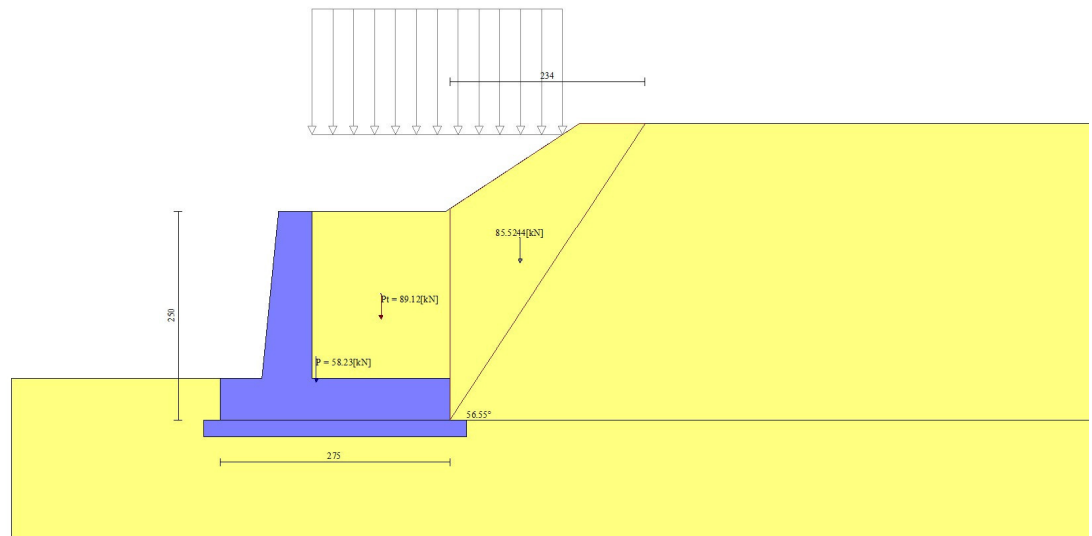 234
85.5244[kN]
Pt = 89.12[kN]
250
P = 58.23[kN]
56.55°
275